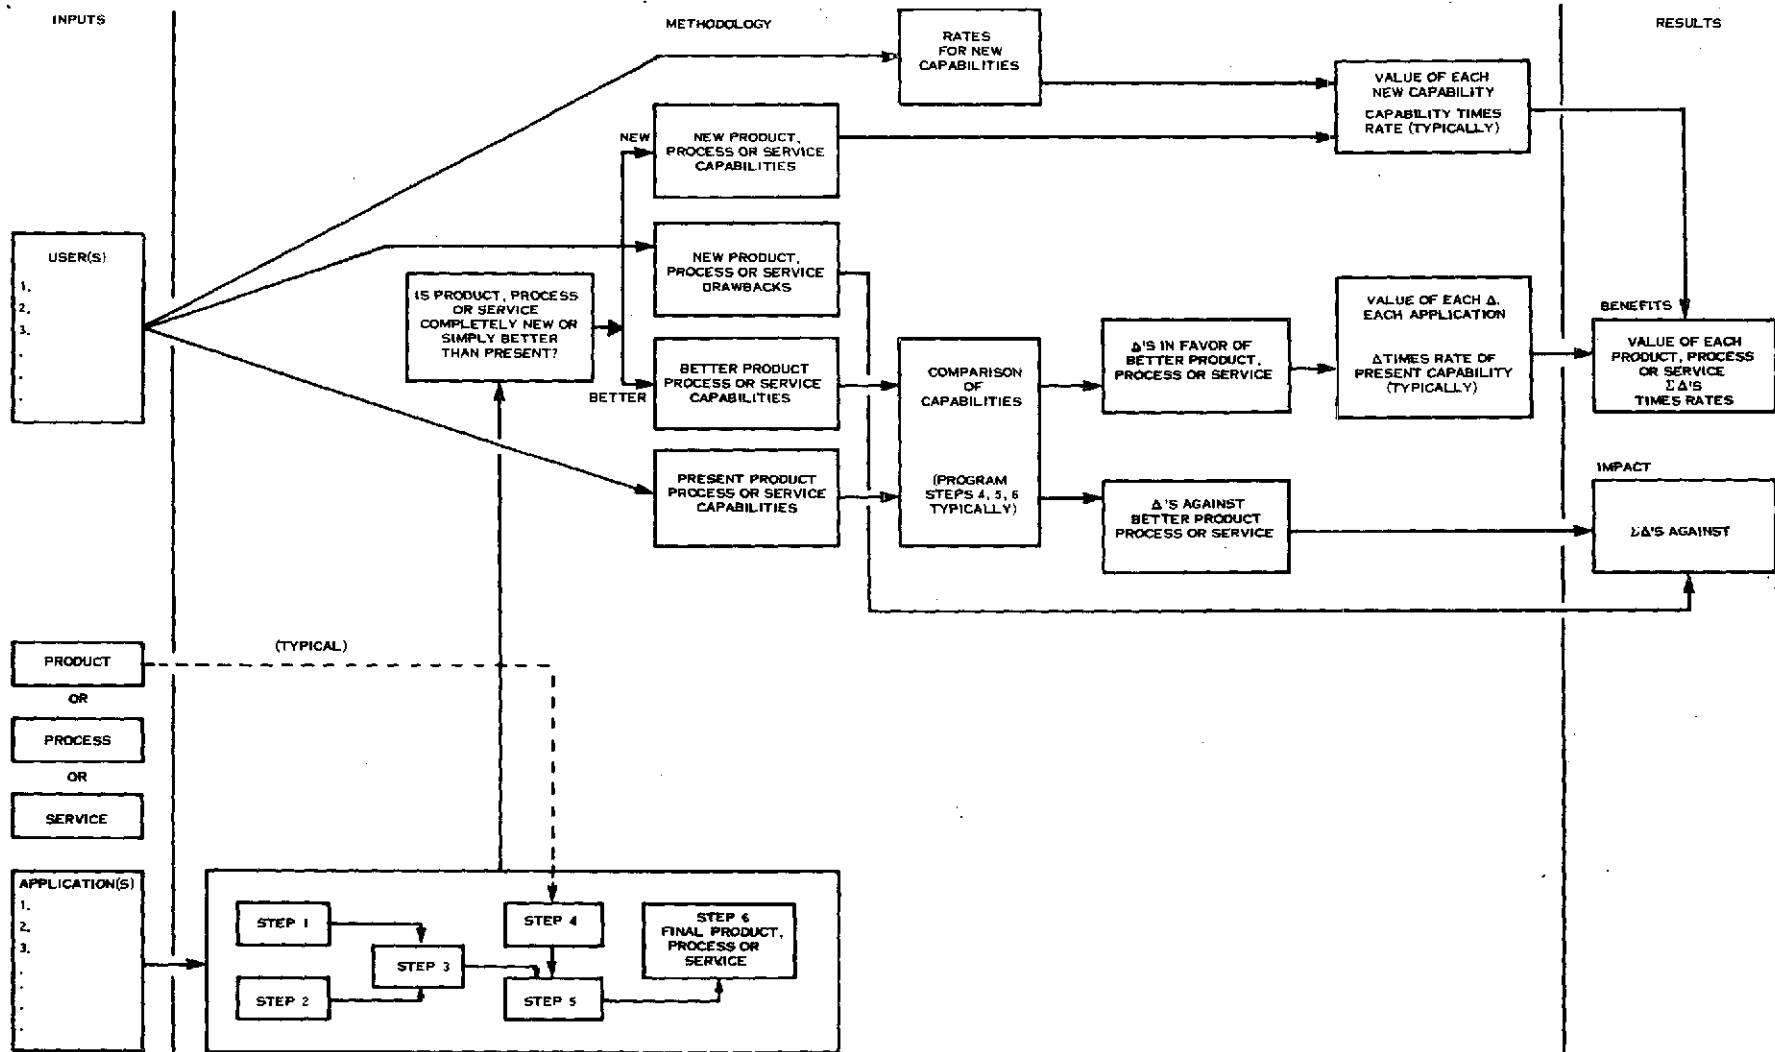 INPUTS
METHODOLOGY
RESULTS
RATES
FOR NEW
CAPABILITIES
VALUE OF EACH
NEW CAPABILITY
CAPABILITY TIMES
RATE (TYPICALLY)
NEW
NEW PRODUCT,
PROCESS OR SERVICE
CAPABILITIES
USER(S)
1.
2.
3.
.
.
.
NEW PRODUCT,
PROCESS OR SERVICE
DRAWBACKS
IS PRODUCT, PROCESS
OR SERVICE
COMPLETELY NEW OR
SIMPLY BETTER
THAN PRESENT?
BETTER
BETTER PRODUCT
PROCESS OR SERVICE
CAPABILITIES
PRESENT PRODUCT
PROCESS OR SERVICE
CAPABILITIES
COMPARISON
OF
CAPABILITIES
(PROGRAM
STEPS 4, 5, 6
TYPICALLY)
Δ'S IN FAVOR OF
BETTER PRODUCT,
PROCESS OR SERVICE
Δ'S AGAINST
BETTER PRODUCT
PROCESS OR SERVICE
VALUE OF EACH Δ,
EACH APPLICATION
Δ TIMES RATE OF
PRESENT CAPABILITY
(TYPICALLY)
BENEFITS
VALUE OF EACH
PRODUCT, PROCESS
OR SERVICE
ΣΔ'S
TIMES RATES
IMPACT
ΣΔ'S AGAINST
PRODUCT
(TYPICAL)
OR
PROCESS
OR
SERVICE
APPLICATION(S)
1.
2.
3.
.
.
.
.
STEP 1
STEP 2
STEP 3
STEP 4
STEP 5
STEP 6
FINAL PRODUCT,
PROCESS OR
SERVICE